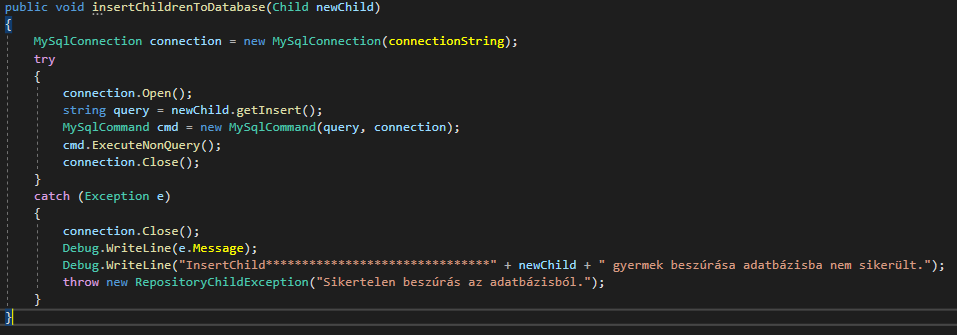 public void insertChildrenToDatabase(Child newChild)
{
MySqlConnection connection = new MySqlConnection(connectionString);
try
{
connection.Open();
string query = newChild.getInsert();
MySqlCommand cmd = new MySqlCommand(query, connection);
cmd.ExecuteNonQuery();
connection.Close();
}
catch (Exception e)
{
connection.Close();
Debug.WriteLine(e.Message);
Debug.WriteLine("InsertChild*******************************" + newChild + " gyermek beszúrása adatbázisba nem sikerült.");
throw new RepositoryChildException("Sikertelen beszúrás az adatbázisból.");
}
}